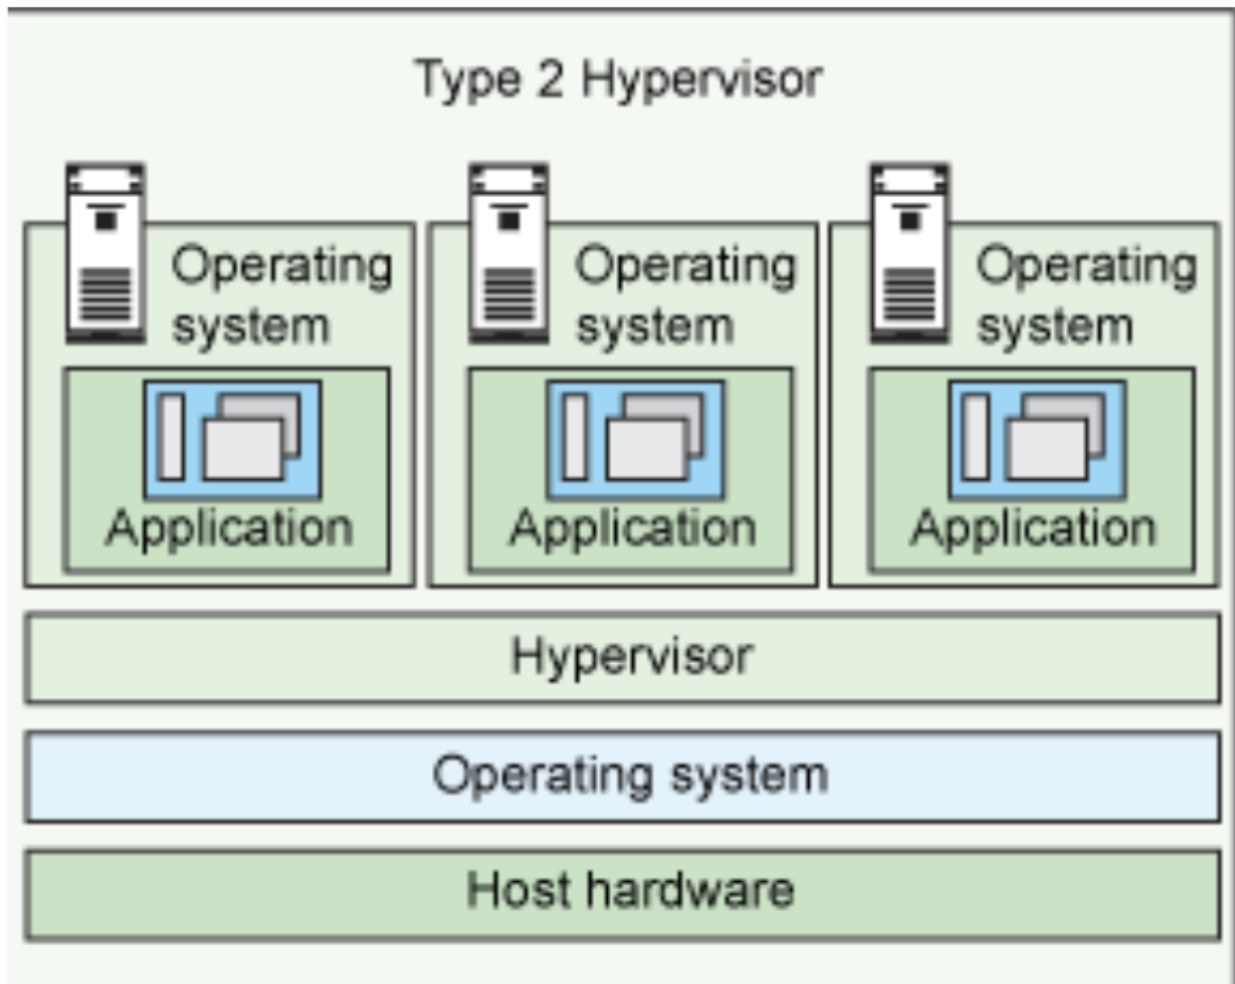 Type 2 Hypervisor
Operating
system
Application
Operating
system
Application
Operating
system
Application
Hypervisor
Operating system
Host hardware